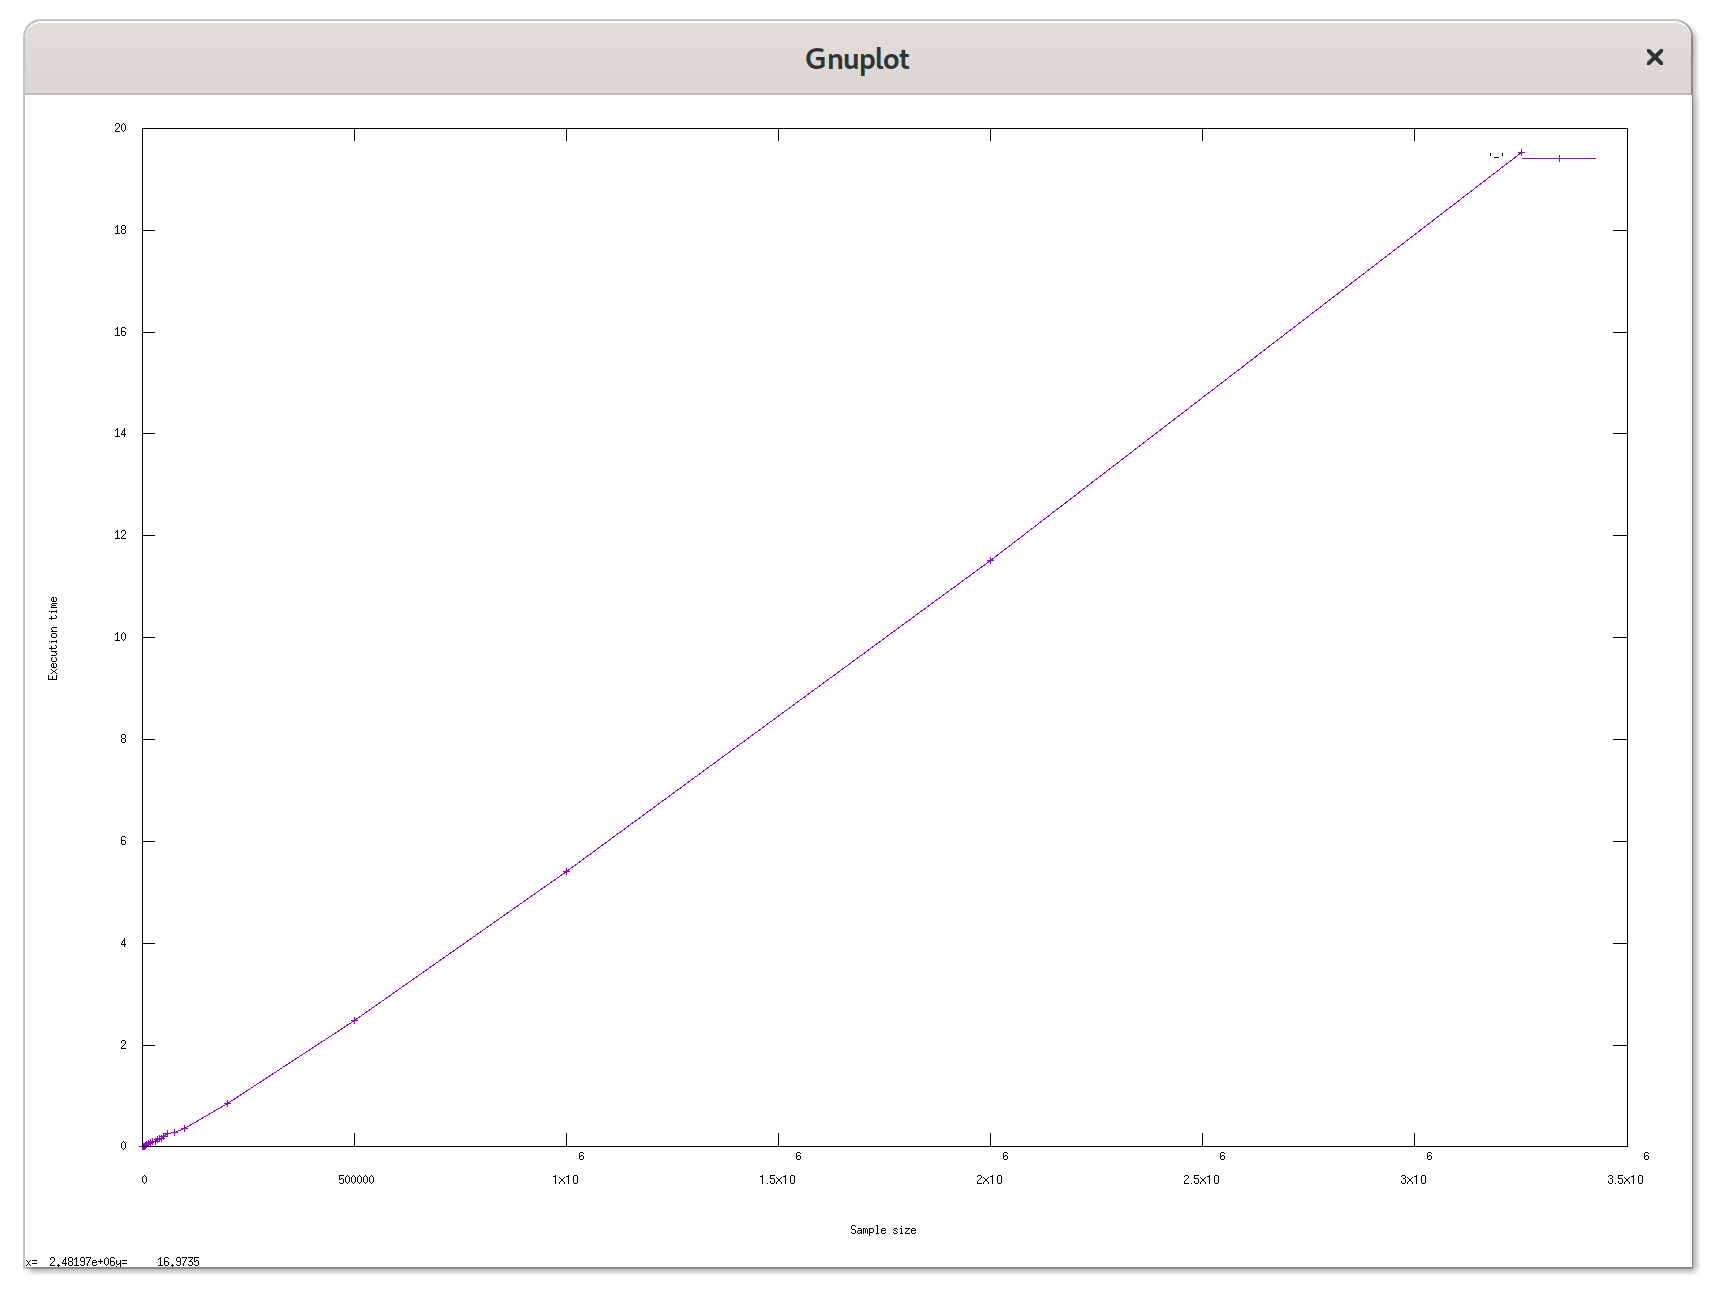 Gnuplot
20
'-'
18
16
14
12
10
8
6
4
2
0
Execution time
6 6 6 6 6 6
0 500000 1x10 1.5x10 2x10 2.5x10 3x10 3.5x10
Sample size
x= 2.48197e+06y= 16.9735